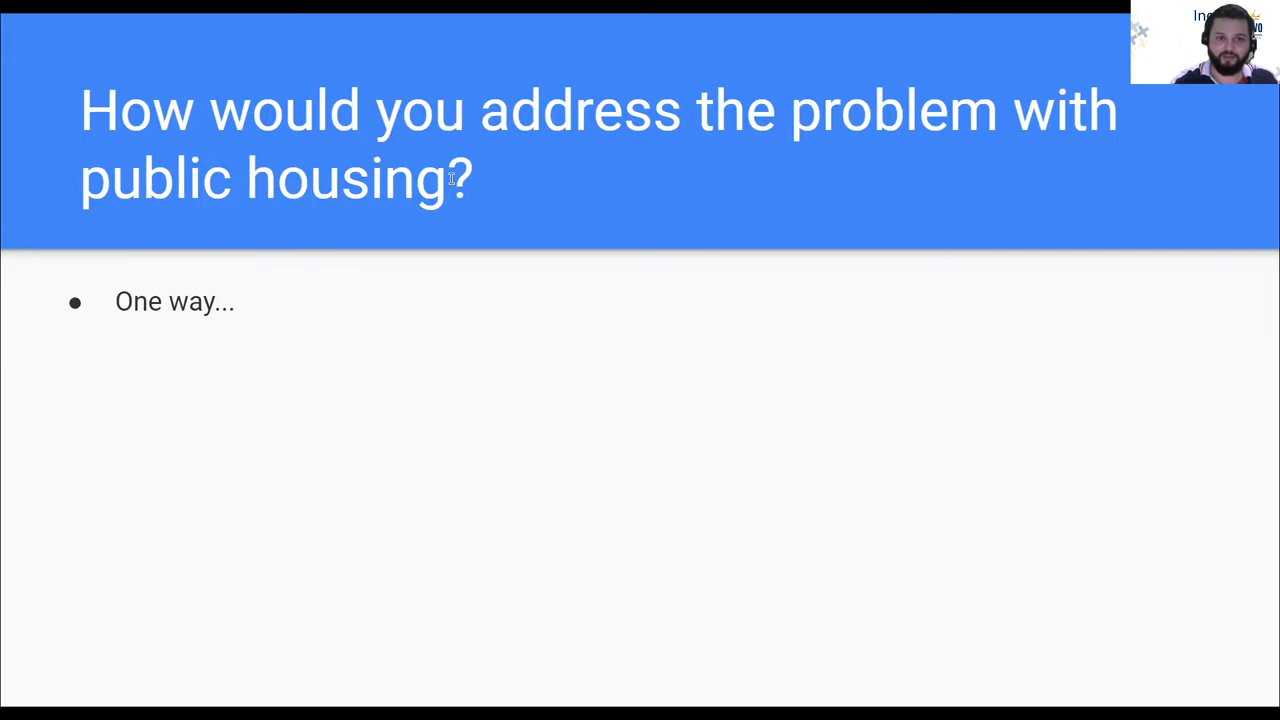 How would you address the problem with
public housing?
One way...